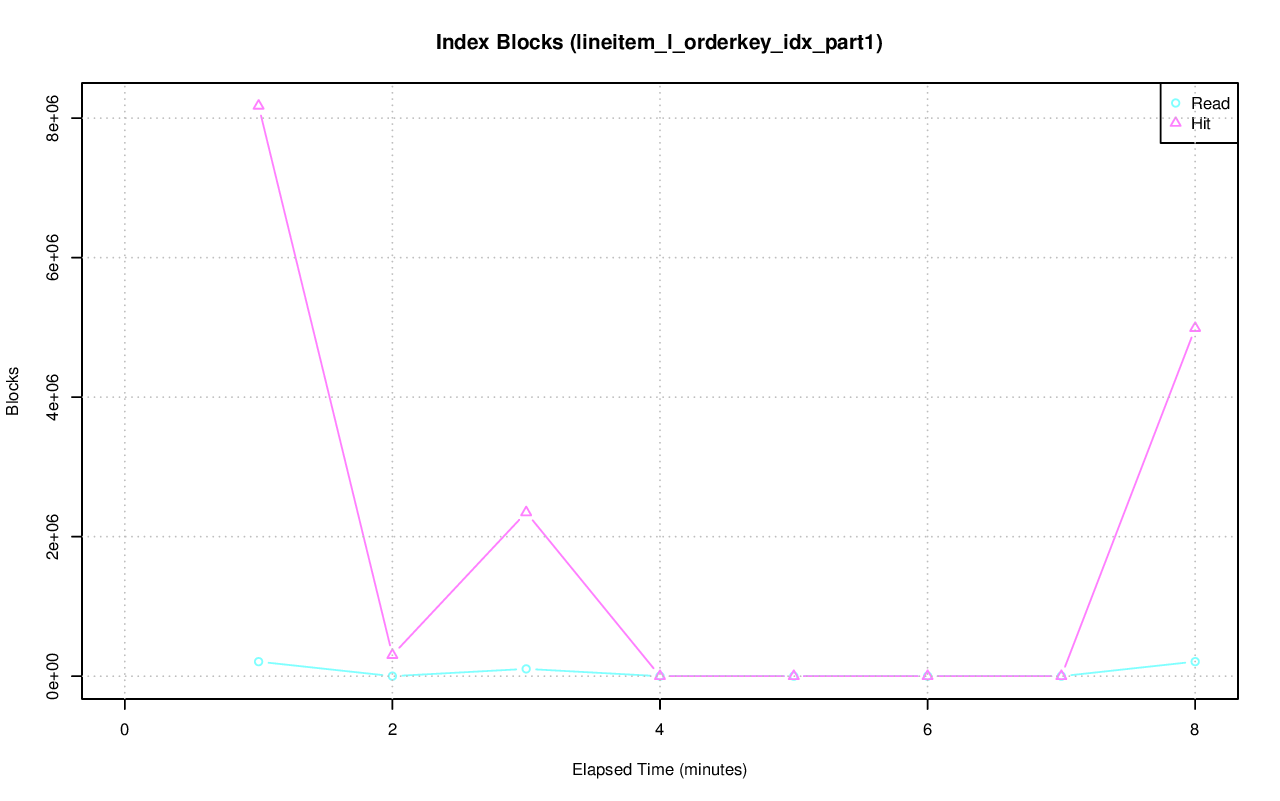 Index Blocks (lineitem_l_orderkey_idx_part1)
Read
Hit
8e+06
6e+06
4e+06
2e+06
0e+00
Blocks
0 2 4 6 8
Elapsed Time (minutes)